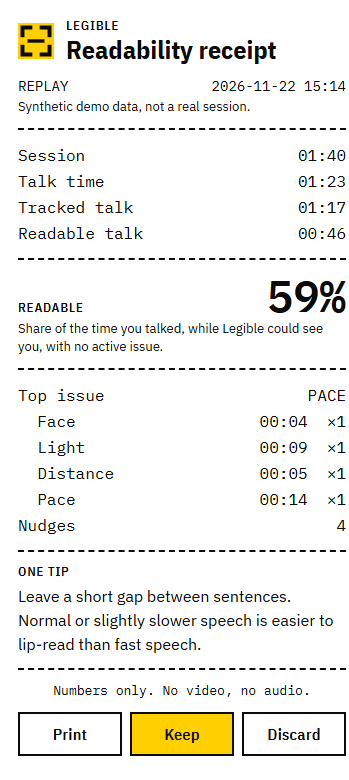 LEGIBLE
Readability receipt
REPLAY 2026-11-22 15:14
Synthetic demo data, not a real session.
Session 01:40
Talk time 01:23
Tracked talk 01:17
Readable talk 00:46
READABLE 59%
Share of the time you talked, while Legible could see
you, with no active issue.
Top issue PACE
Face 00:04 ×1
Light 00:09 ×1
Distance 00:05 ×1
Pace 00:14 ×1
Nudges 4
ONE TIP
Leave a short gap between sentences.
Normal or slightly slower speech is easier to
lip-read than fast speech.
Numbers only. No video, no audio.
Print Keep Discard